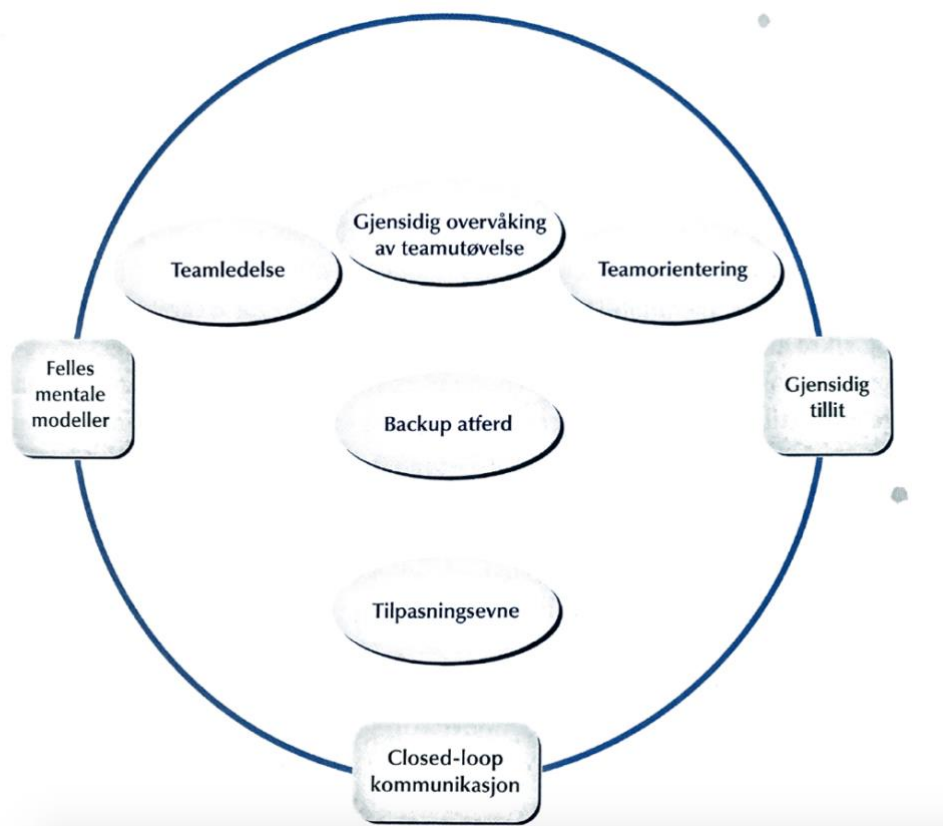 Gjensidig overvåking
av teamutøvelse
Teamledelse
Teamorientering
Felles
mentale
modeller
Gjensidig
tillit
Backup atferd
Tilpasningsevne
Closed-loop
kommunikasjon